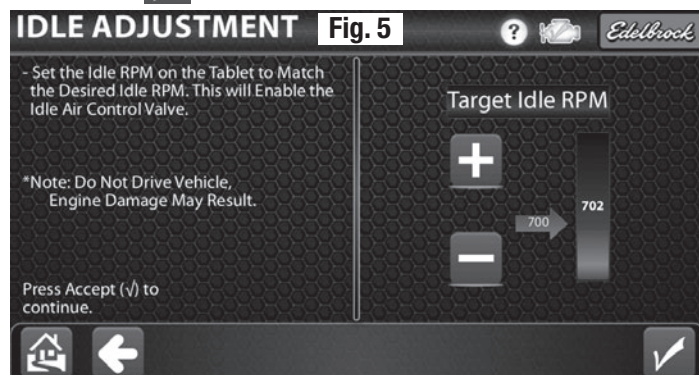 IDLE ADJUSTMENT Fig. 5 ? Edelbrock
- Set the Idle RPM on the Tablet to Match
the Desired Idle RPM. This will Enable the
Idle Air Control Valve.
*Note: Do Not Drive Vehicle,
Engine Damage May Result.
Press Accept (√) to
continue.
Target Idle RPM
+
700
702
−